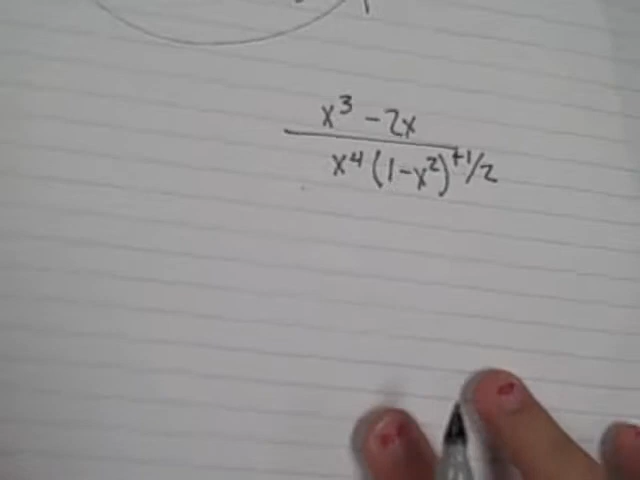 x³ - 2x
x⁴(1-x²)^+1/2